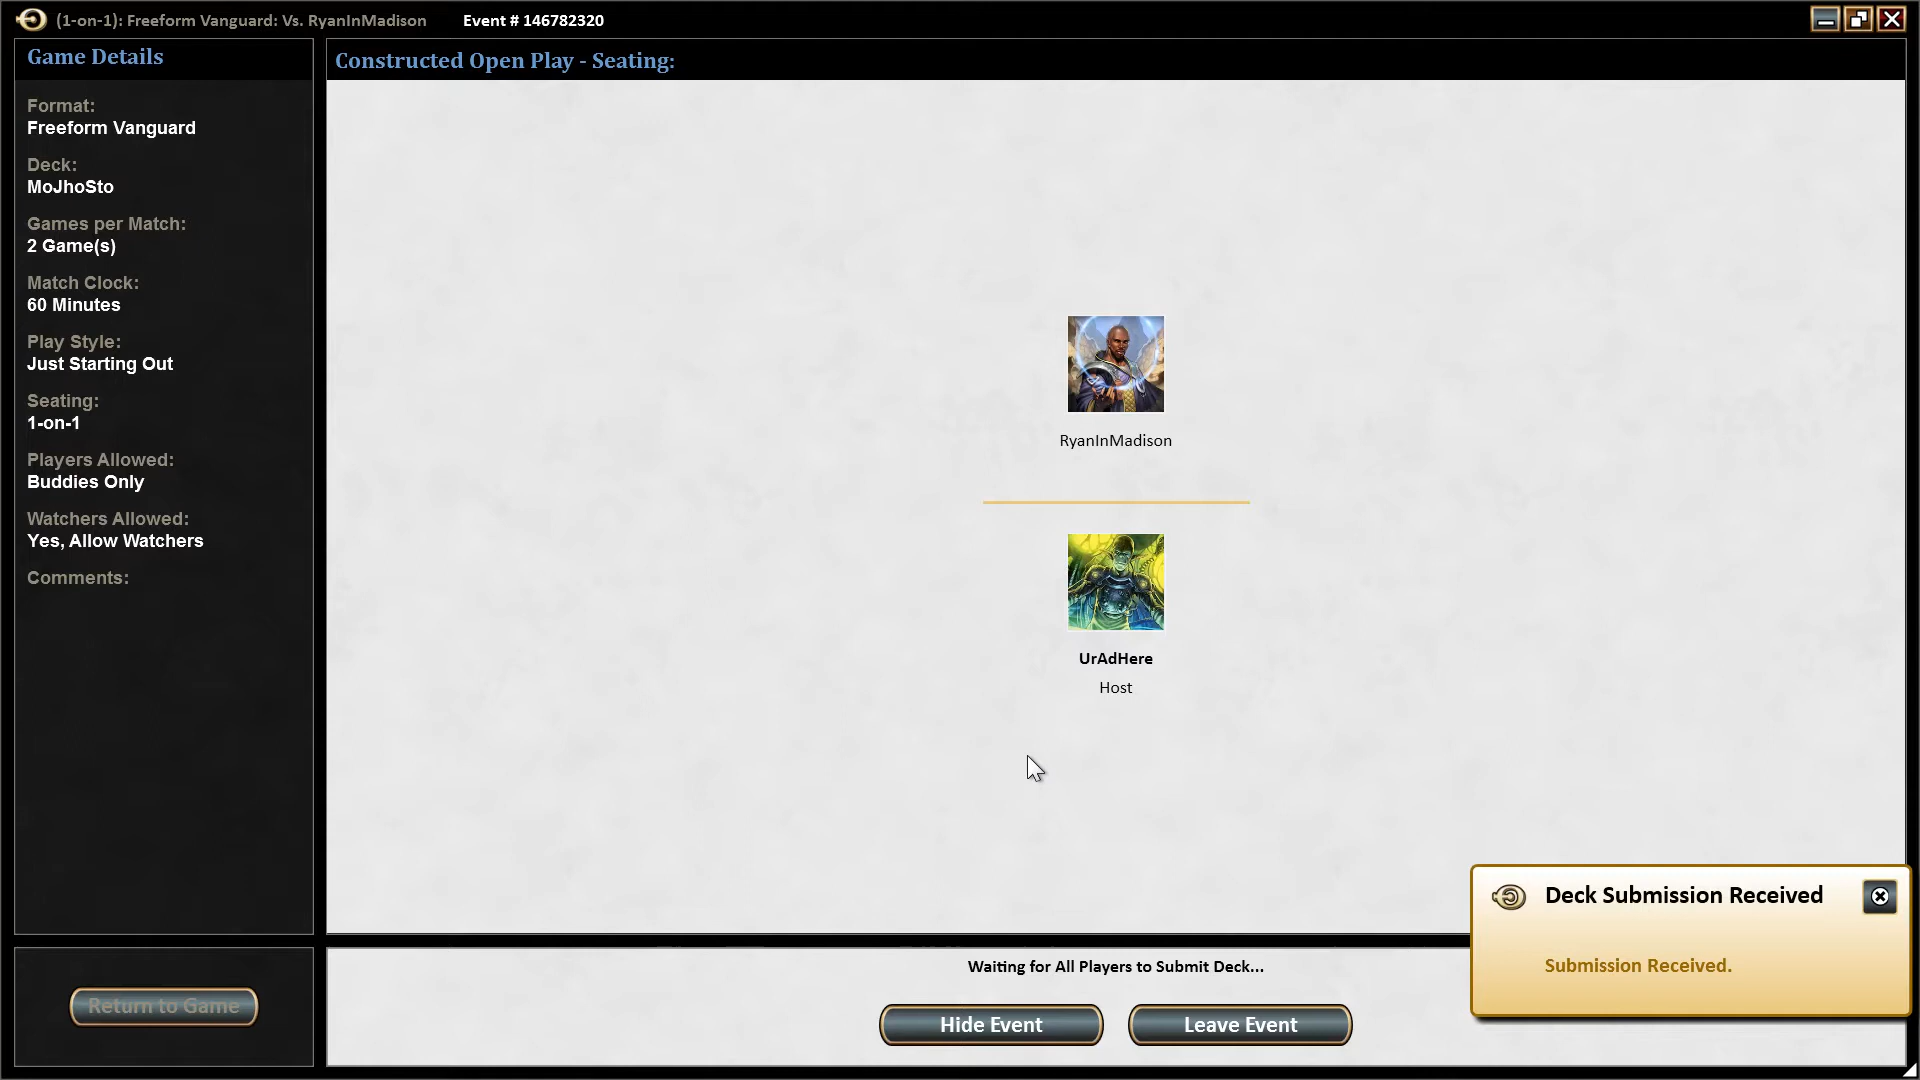 (1-on-1): Freeform Vanguard: Vs. RyanInMadison Event # 146782320
Game Details
Format:
Freeform Vanguard
Deck:
MoJhoSto
Games per Match:
2 Game(s)
Match Clock:
60 Minutes
Play Style:
Just Starting Out
Seating:
1-on-1
Players Allowed:
Buddies Only
Watchers Allowed:
Yes, Allow Watchers
Comments:
Return to Game
Constructed Open Play - Seating:
RyanInMadison
UrAdHere
Host
Waiting for All Players to Submit Deck...
Hide Event
Leave Event
Deck Submission Received
Submission Received.